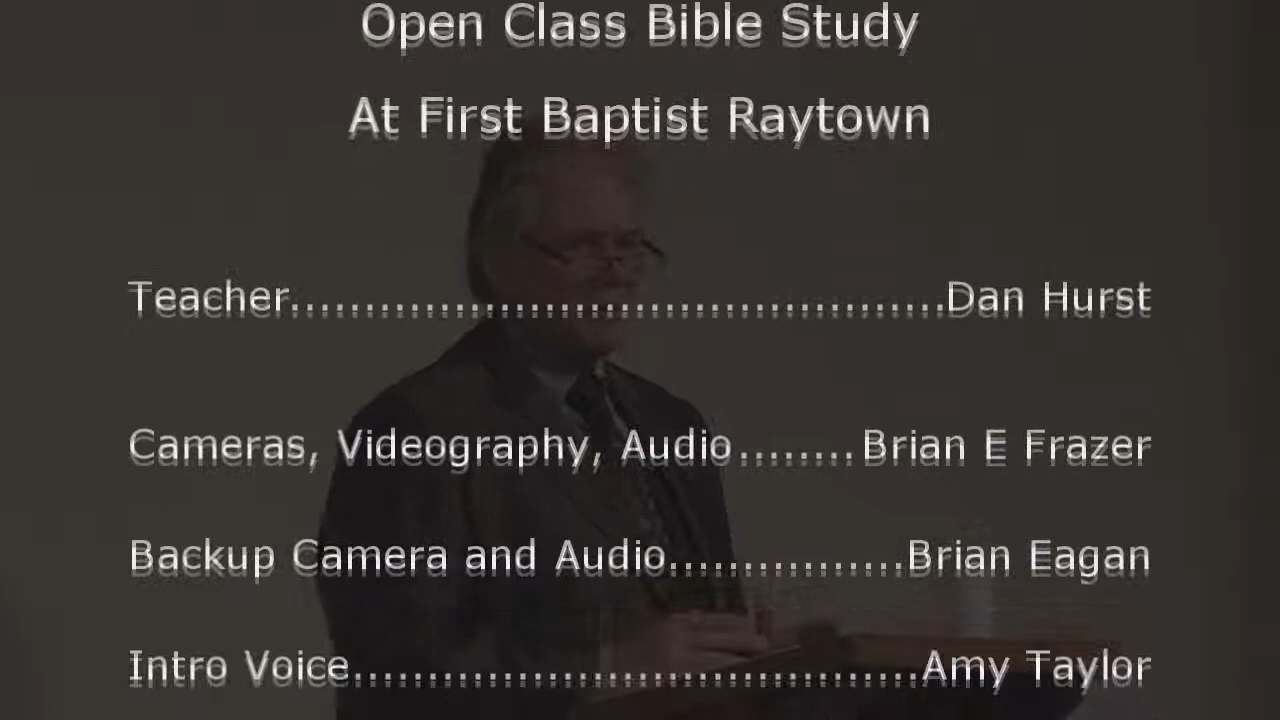 Open Class Bible Study
At First Baptist Raytown
Teacher............................................Dan Hurst
Cameras, Videography, Audio........Brian E Frazer
Backup Camera and Audio................Brian Eagan
Intro Voice......................................Amy Taylor